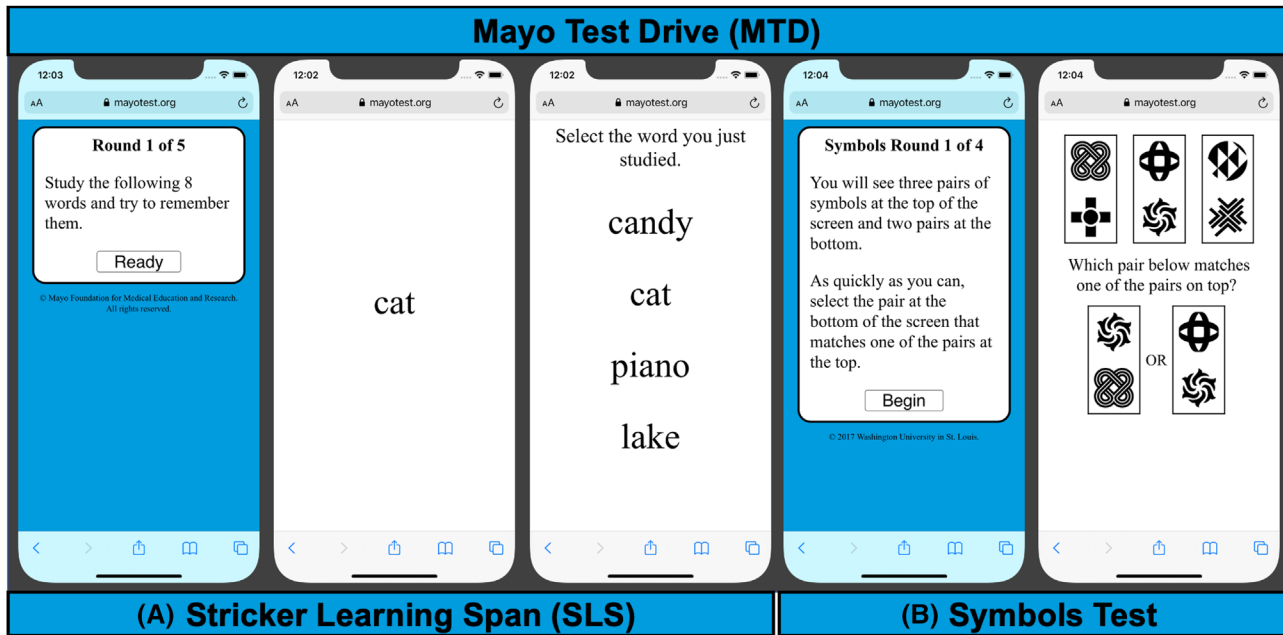 Mayo Test Drive (MTD)
12:03
AA mayotest.org
Round 1 of 5
Study the following 8
words and try to remember
them.
Ready
© Mayo Foundation for Medical Education and Research.
All rights reserved.
12:02
AA mayotest.org
cat
12:02
AA mayotest.org
Select the word you just
studied.
candy
cat
piano
lake
12:04
AA mayotest.org
Symbols Round 1 of 4
You will see three pairs of
symbols at the top of the
screen and two pairs at the
bottom.
As quickly as you can,
select the pair at the
bottom of the screen that
matches one of the pairs at
the top.
Begin
© 2017 Washington University in St. Louis.
12:04
AA mayotest.org
Which pair below matches
one of the pairs on top?
OR
(A) Stricker Learning Span (SLS)
(B) Symbols Test